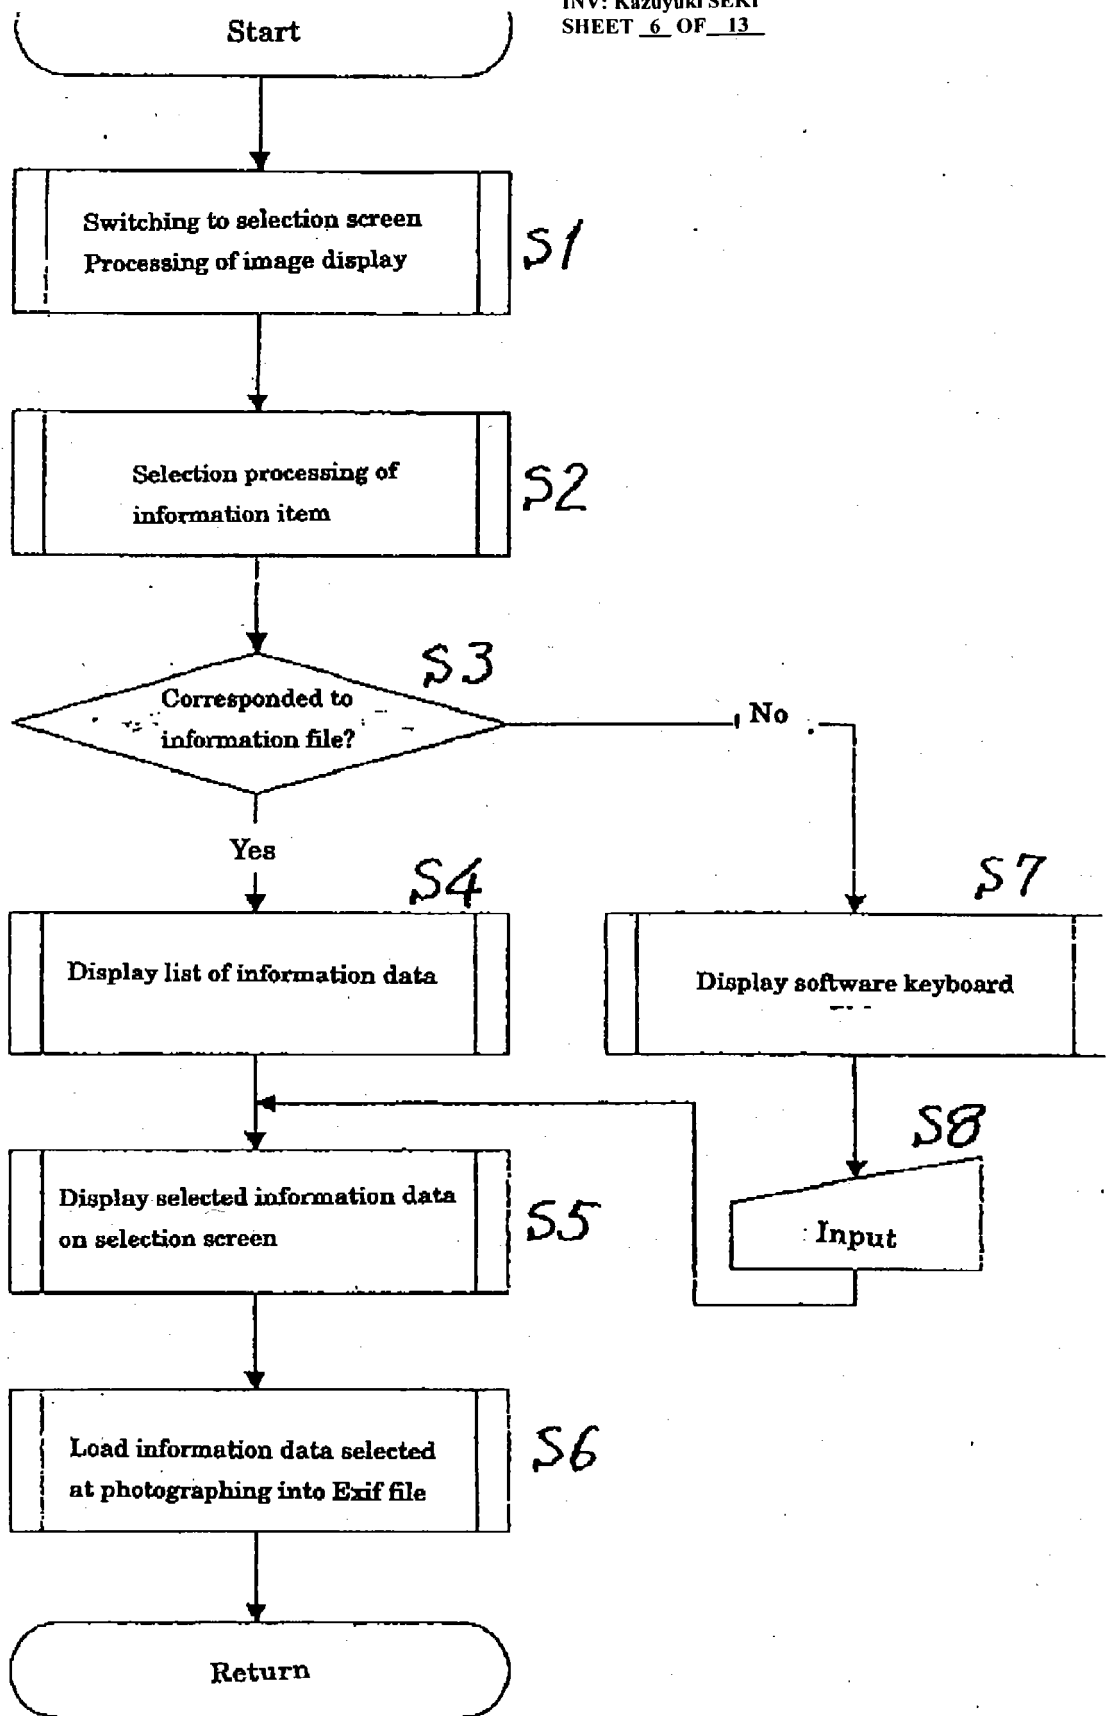 INV: Kazuyuki SEKI
SHEET 6 OF 13
Start
Switching to selection screen
Processing of image display
S1
Selection processing of
information item
S2
S3
Corresponded to
information file?
No
Yes
S4
Display list of information data
S7
Display software keyboard
S8
Input
Display selected information data
on selection screen
S5
Load information data selected
at photographing into Exif file
S6
Return